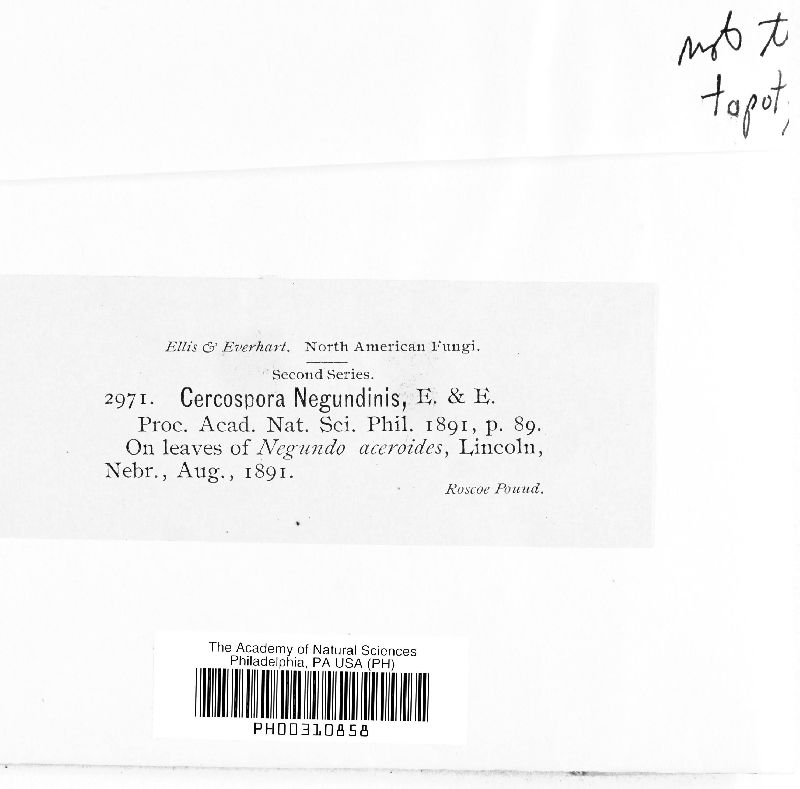 not t
topot
Ellis & Everhart. North American Fungi.
Second Series.
2971. Cercospora Negundinis, E. & E.
Proc. Acad. Nat. Sci. Phil. 1891, p. 89.
On leaves of Negundo aceroides, Lincoln,
Nebr., Aug., 1891.
Roscoe Pound.
The Academy of Natural Sciences
Philadelphia, PA USA (PH)
PH00310858